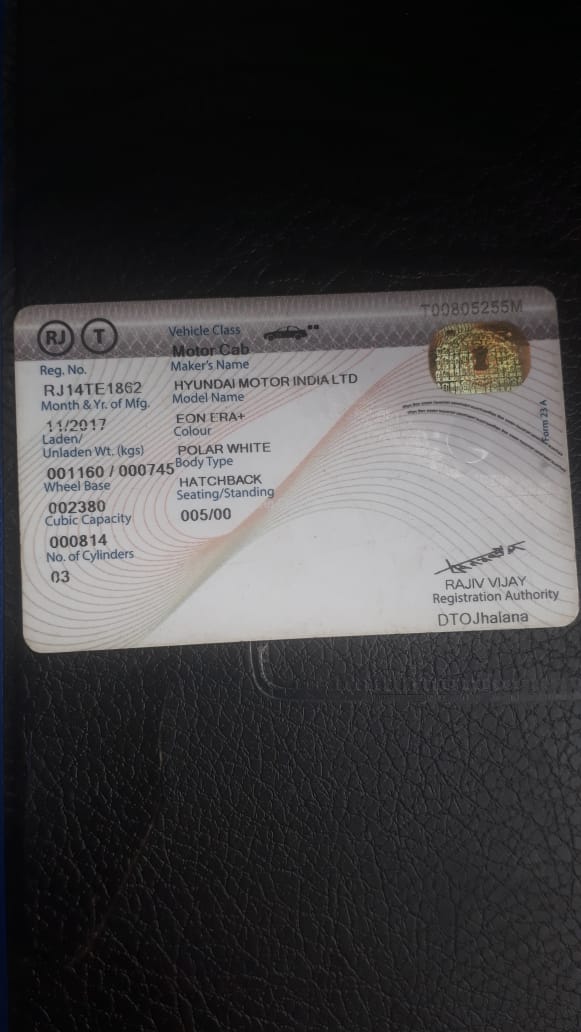 T00805255M
RJ T
Vehicle Class
Motor Cab
Reg. No.
RJ14TE1862
Maker's Name
HYUNDAI MOTOR INDIA LTD
Month & Yr. of Mfg.
11/2017
Model Name
EON ERA+
Laden/
Unladen Wt. (kgs)
001160 / 000745
Colour
POLAR WHITE
Wheel Base
002380
Body Type
HATCHBACK
Cubic Capacity
000814
Seating/Standing
005/00
No. of Cylinders
03
Form 23 A
RAJIV VIJAY
Registration Authority
DTOJhalana